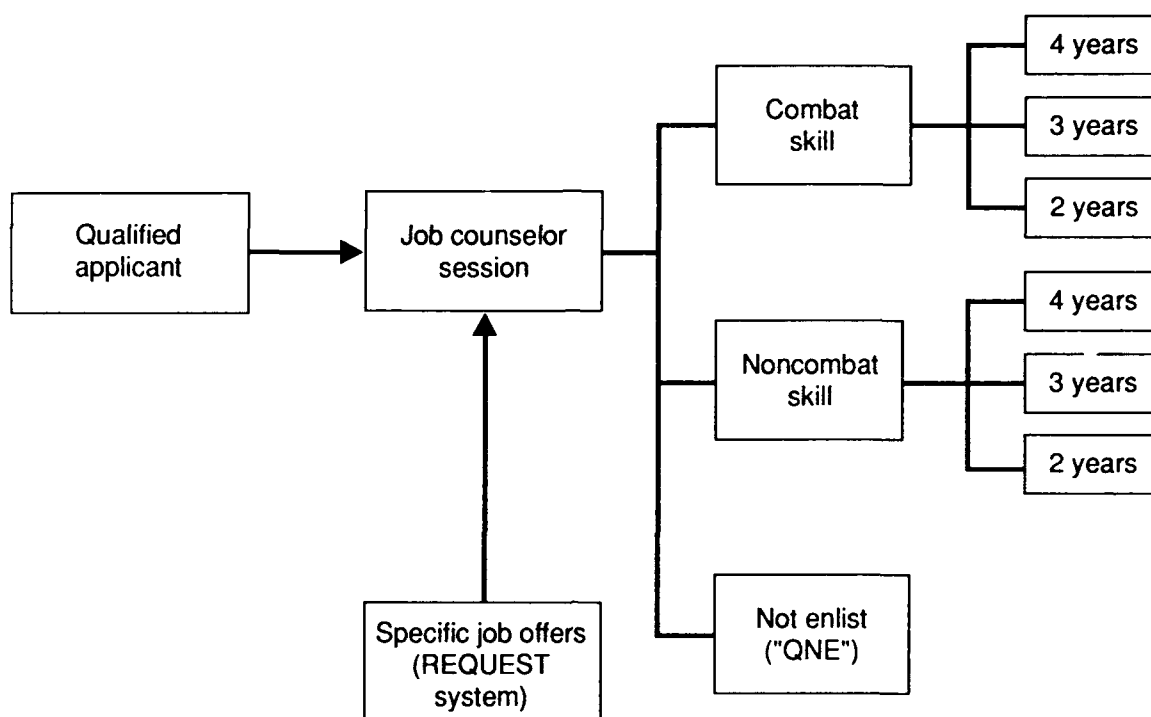 Qualified
applicant
Job counselor
session
Specific job offers
(REQUEST
system)
Combat
skill
4 years
3 years
2 years
Noncombat
skill
4 years
3 years
2 years
Not enlist
("QNE")